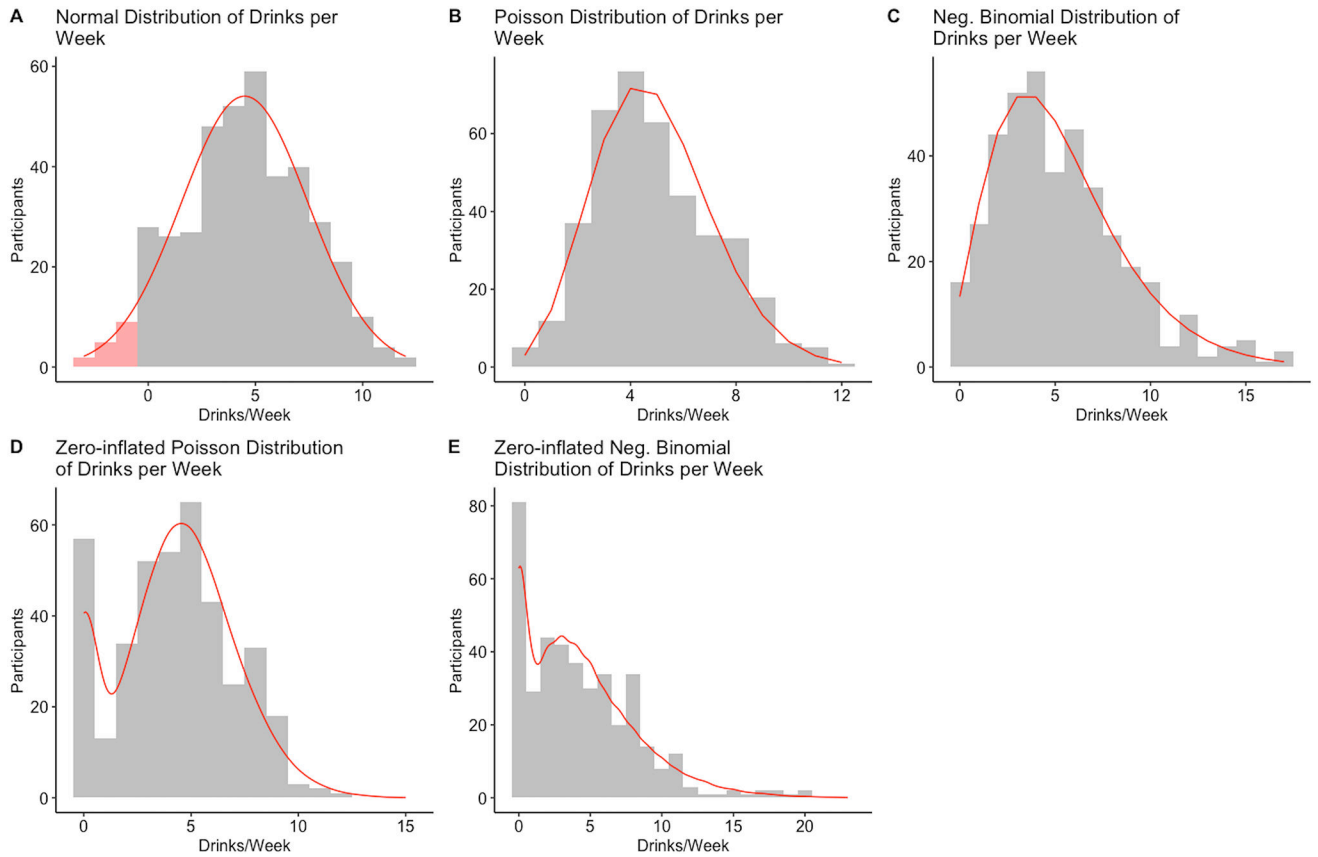 A
Normal Distribution of Drinks per
Week
60
40
20
0
Participants
0
5
10
Drinks/Week
B
Poisson Distribution of Drinks per
Week
60
40
20
0
Participants
0
4
8
12
Drinks/Week
C
Neg. Binomial Distribution of
Drinks per Week
40
20
0
Participants
0
5
10
15
Drinks/Week
D
Zero-inflated Poisson Distribution
of Drinks per Week
60
40
20
0
Participants
0
5
10
15
Drinks/Week
E
Zero-inflated Neg. Binomial
Distribution of Drinks per Week
80
60
40
20
0
Participants
0
5
10
15
20
Drinks/Week